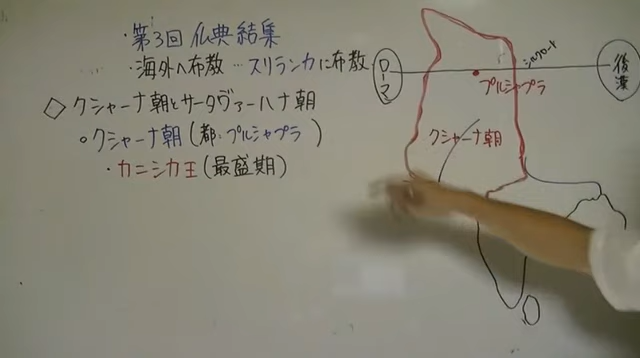 ・第3回 仏典結集
・海外へ布教…スリランカに布教
◇クシャーナ朝とサータヴァーハナ朝
○クシャーナ朝(都:プルシャプラ )
・カニシカ王(最盛期)
ローマ
シルクロード
後漢
プルシャプラ
クシャーナ朝